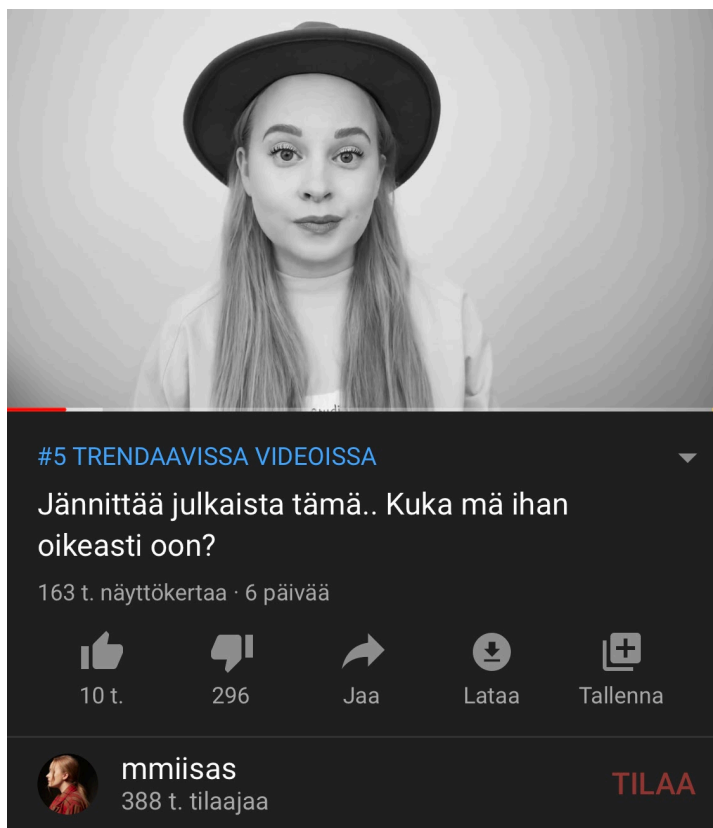 #5 TRENDAAVISSA VIDEOISSA
Jännittää julkaista tämä.. Kuka mä ihan
oikeasti oon?
163 t. näyttökertaa · 6 päivää
10 t.
296
Jaa
Lataa
Tallenna
mmiisas
388 t. tilaajaa
TILAA